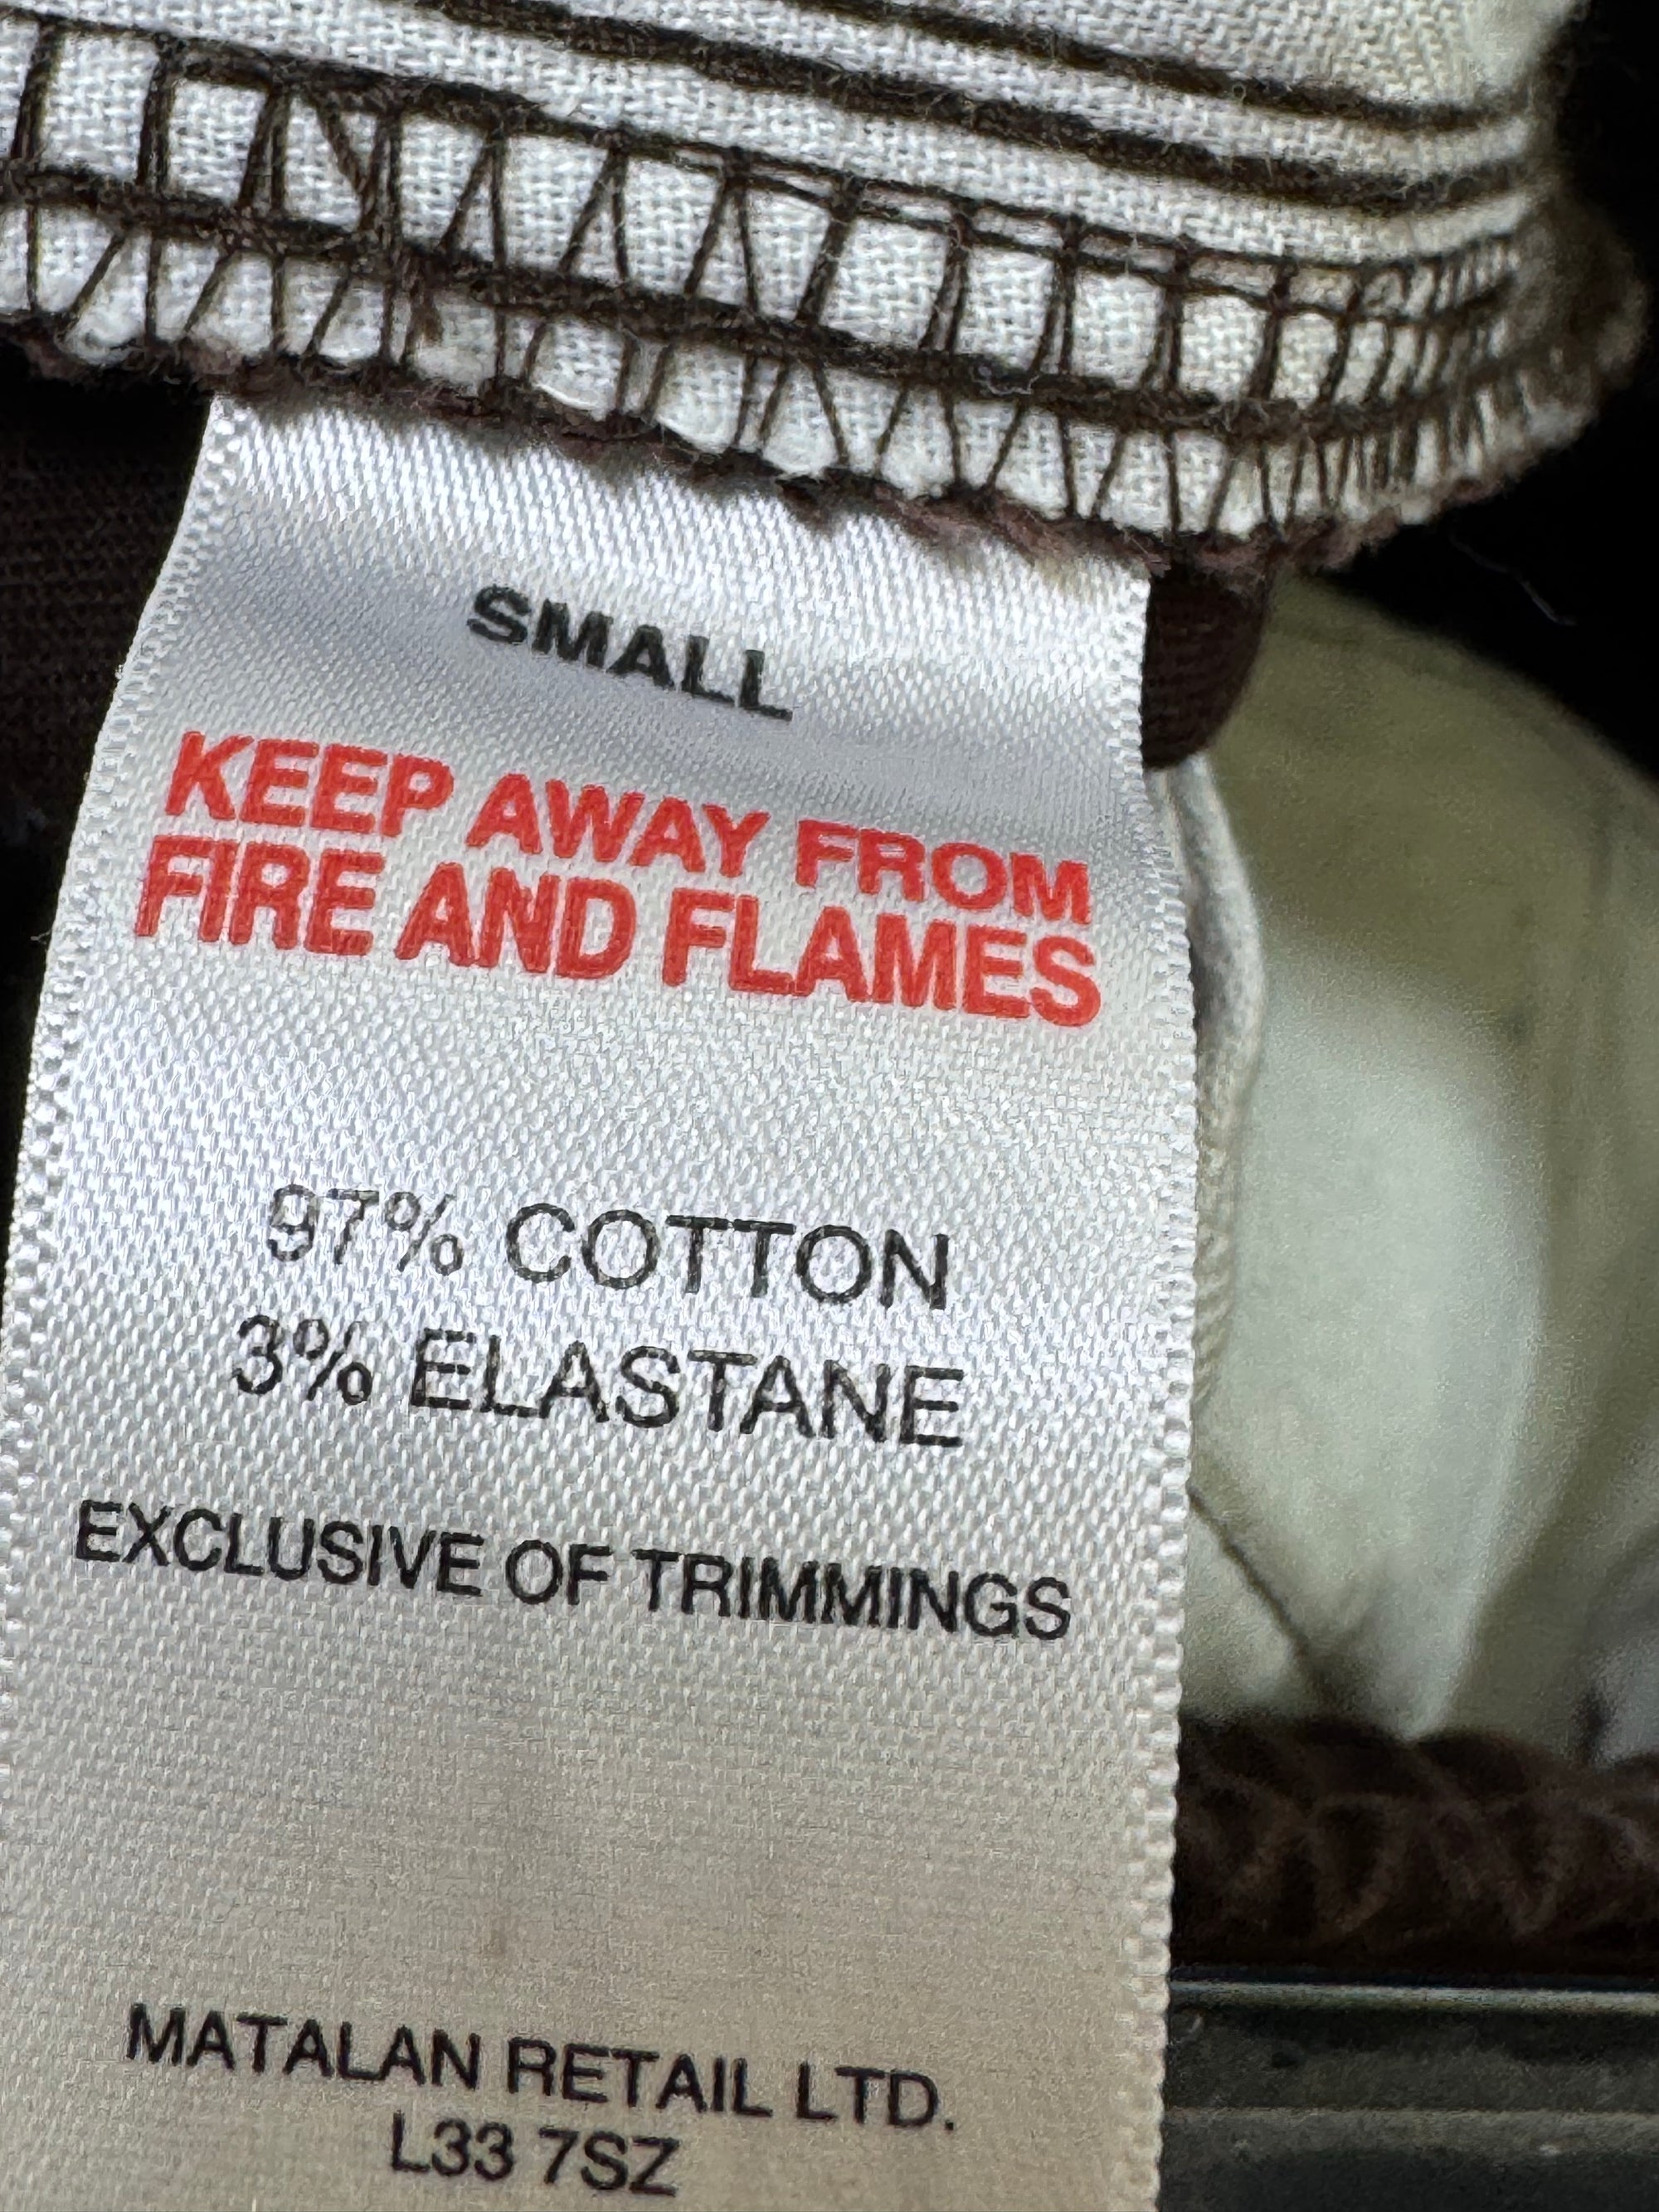 SMALL
KEEP AWAY FROM
FIRE AND FLAMES
97% COTTON
3% ELASTANE
EXCLUSIVE OF TRIMMINGS
MATALAN RETAIL LTD.
L33 7SZ